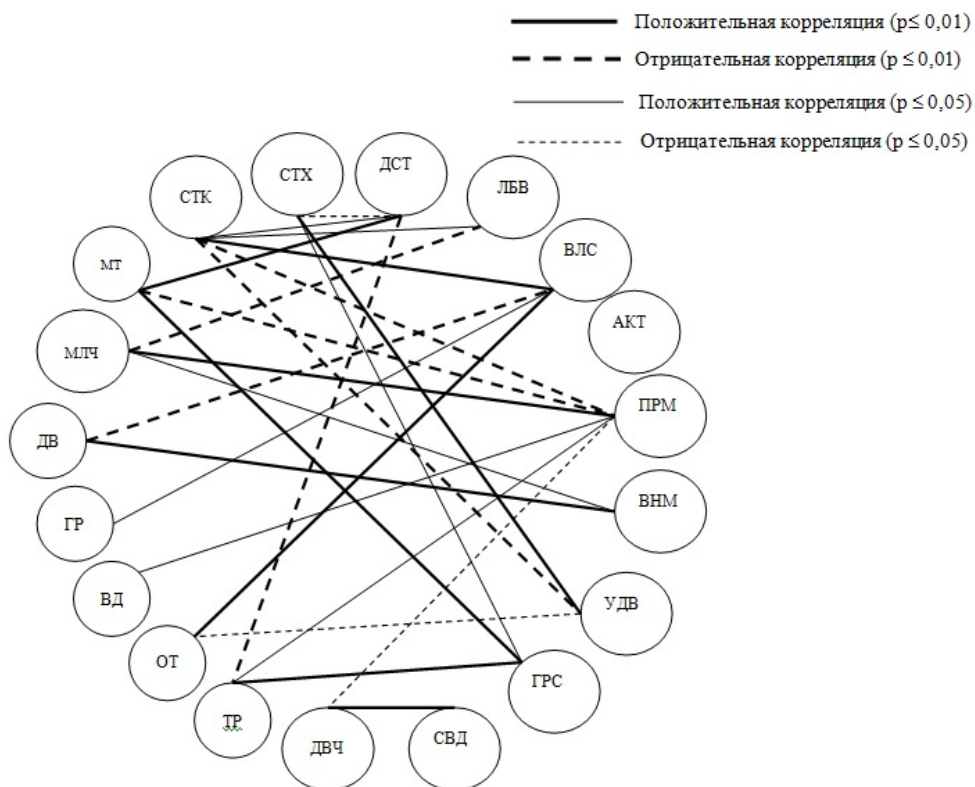 Положительная корреляция (p≤ 0,01)
Отрицательная корреляция (p ≤ 0,01)
Положительная корреляция (p ≤ 0,05)
Отрицательная корреляция (p ≤ 0,05)
СТК
СТХ
ДСТ
ЛБВ
ВЛС
АКТ
ПРМ
ВНМ
УДВ
ГРС
СВД
ДВЧ
ТР
ОТ
ВД
ГР
ДВ
МЛЧ
МТ